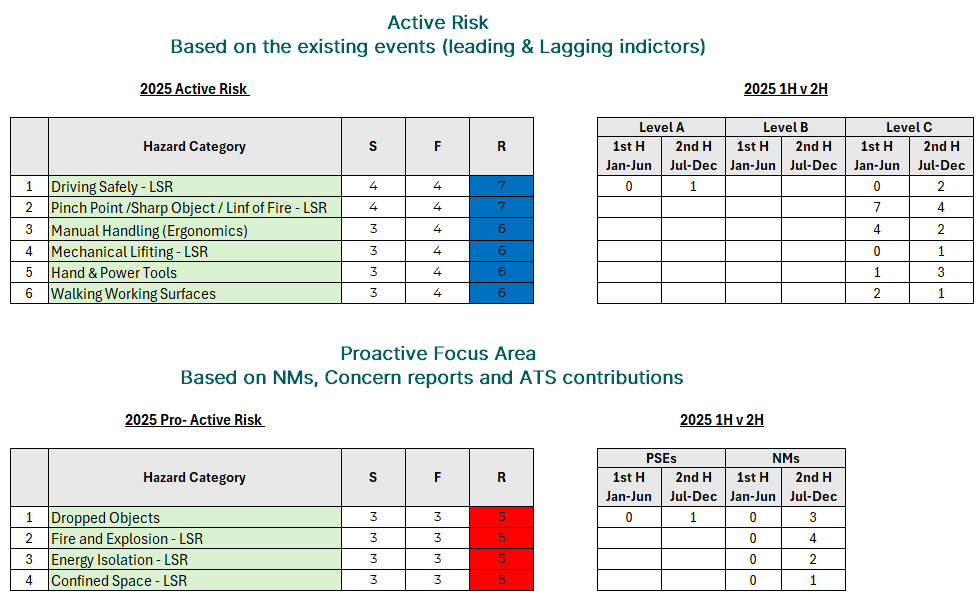 Active Risk
Based on the existing events (leading & Lagging indictors)
2025 Active Risk
2025 1H v 2H
Level A Level B Level C
Hazard Category S F R
1st H 2nd H 1st H 2nd H 1st H 2nd H
Jan-Jun Jul-Dec Jan-Jun Jul-Dec Jan-Jun Jul-Dec
1 Driving Safely - LSR 4 4 7 0 1 0 2
2 Pinch Point /Sharp Object / Linf of Fire - LSR 4 4 7 7 4
3 Manual Handling (Ergonomics) 3 4 6 4 2
4 Mechanical Lifiting - LSR 3 4 6 0 1
5 Hand & Power Tools 3 4 6 1 3
6 Walking Working Surfaces 3 4 6 2 1
Proactive Focus Area
Based on NMs, Concern reports and ATS contributions
2025 Pro- Active Risk
2025 1H v 2H
PSEs NMs
Hazard Category S F R
1st H 2nd H 1st H 2nd H
Jan-Jun Jul-Dec Jan-Jun Jul-Dec
1 Dropped Objects 3 3 5 0 1 0 3
2 Fire and Explosion - LSR 3 3 5 0 4
3 Energy Isolation - LSR 3 3 5 0 2
4 Confined Space - LSR 3 3 5 0 1